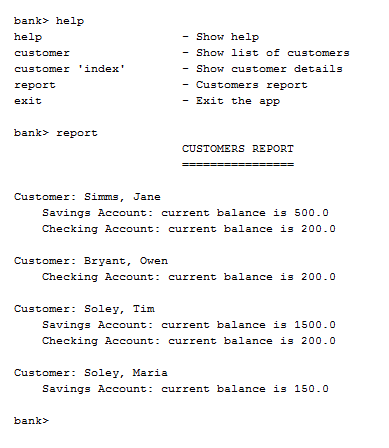 bank> help
help - Show help
customer - Show list of customers
customer 'index' - Show customer details
report - Customers report
exit - Exit the app
bank> report
CUSTOMERS REPORT
================
Customer: Simms, Jane
Savings Account: current balance is 500.0
Checking Account: current balance is 200.0
Customer: Bryant, Owen
Checking Account: current balance is 200.0
Customer: Soley, Tim
Savings Account: current balance is 1500.0
Checking Account: current balance is 200.0
Customer: Soley, Maria
Savings Account: current balance is 150.0
bank>